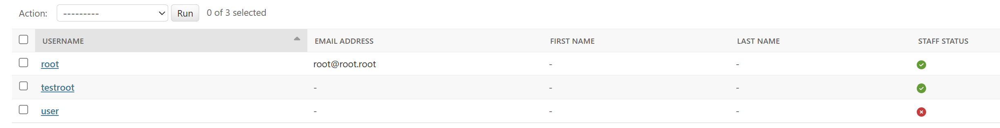 Action: --------- Run 0 of 3 selected
USERNAME EMAIL ADDRESS FIRST NAME LAST NAME STAFF STATUS
root root@root.root - -
testroot - - -
user - - -